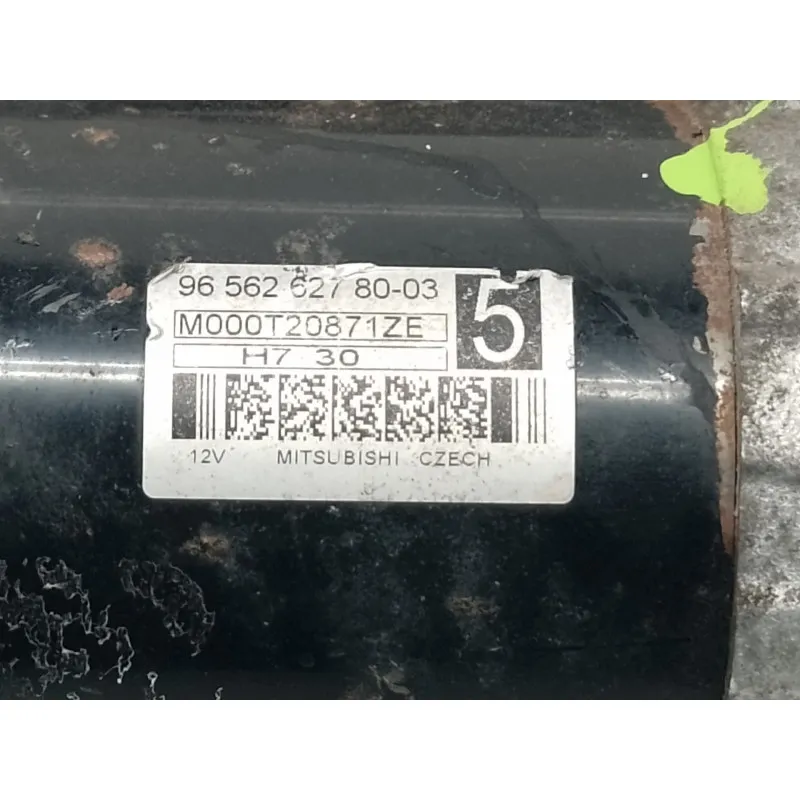 96 562 627 80-03
5
M000T20871ZE
H7 30
12V MITSUBISHI CZECH